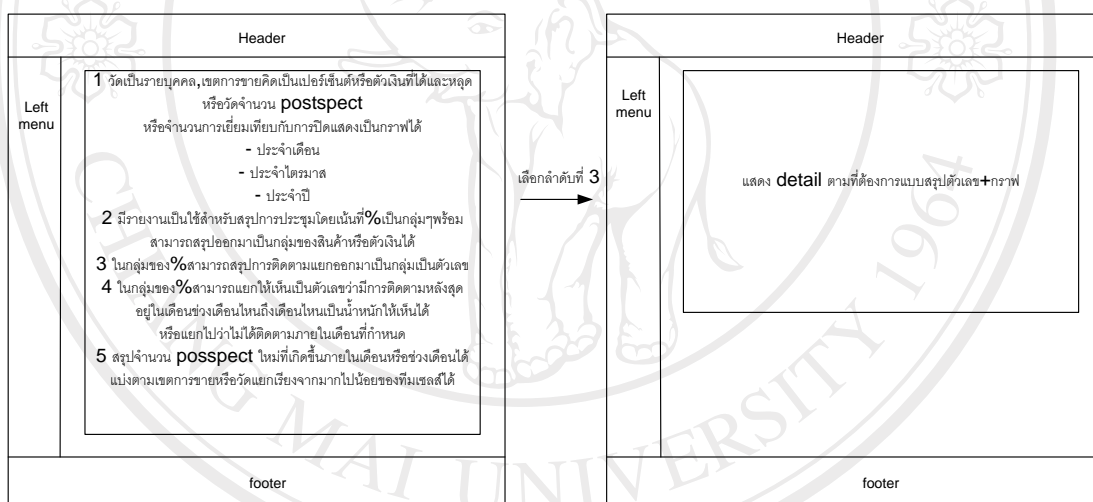 Header
Left
menu
1 วัดเป็นรายบุคคล,เขตการขายคิดเป็นเปอร์เซ็นต์หรือตัวเงินที่ได้และหลุด
หรือวัดจำนวน postspect
หรือจำนวนการเยี่ยมเทียบกับการปิดแสดงเป็นกราฟได้
- ประจำเดือน
- ประจำไตรมาส
- ประจำปี
2 มีรายงานเป็นใช้สำหรับสรุปการประชุมโดยเน้นที่%เป็นกลุ่มๆพร้อม
สามารถสรุปออกมาเป็นกลุ่มของสินค้าหรือตัวเงินได้
3 ในกลุ่มของ%สามารถสรุปการติดตามแยกออกมาเป็นกลุ่มเป็นตัวเลข
4 ในกลุ่มของ%สามารถแยกให้เห็นเป็นตัวเลขว่ามีการติดตามหลังสุด
อยู่ในเดือนช่วงเดือนไหนถึงเดือนไหนเป็นน้ำหนักให้เห็นได้
หรือแยกไปว่าไม่ได้ติดตามภายในเดือนที่กำหนด
5 สรุปจำนวน posspect ใหม่ที่เกิดขึ้นภายในเดือนหรือช่วงเดือนได้
แบ่งตามเขตการขายหรือวัดแยกเรียงจากมากไปน้อยของทีมเซลส์ได้
footer
เลือกลำดับที่ 3
Header
Left
menu
แสดง detail ตามที่ต้องการแบบสรุปตัวเลข+กราฟ
footer
CHIENG MAI UNIVERSITY 1964